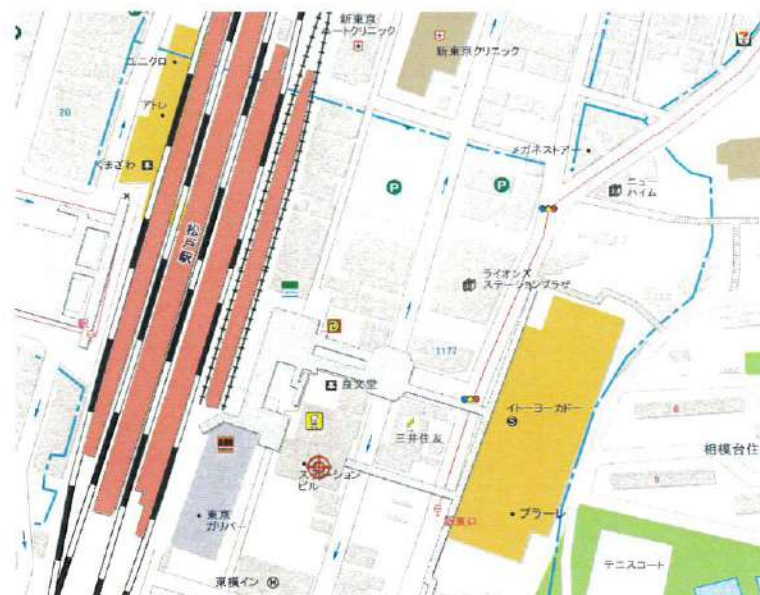 新東京
ルートクリニック
新東京クリニック
ユニクロ
アトレ
20
くまざわ
メガネストアー
ニュー
ハイム
松戸駅
ライオンズ
ステーションプラザ
1177
良文堂
イトーヨーカドー
三井住友
相模台住
6
9
ステーション
ビル
東京
ガリバー
プラーレ
テニスコート
東横イン